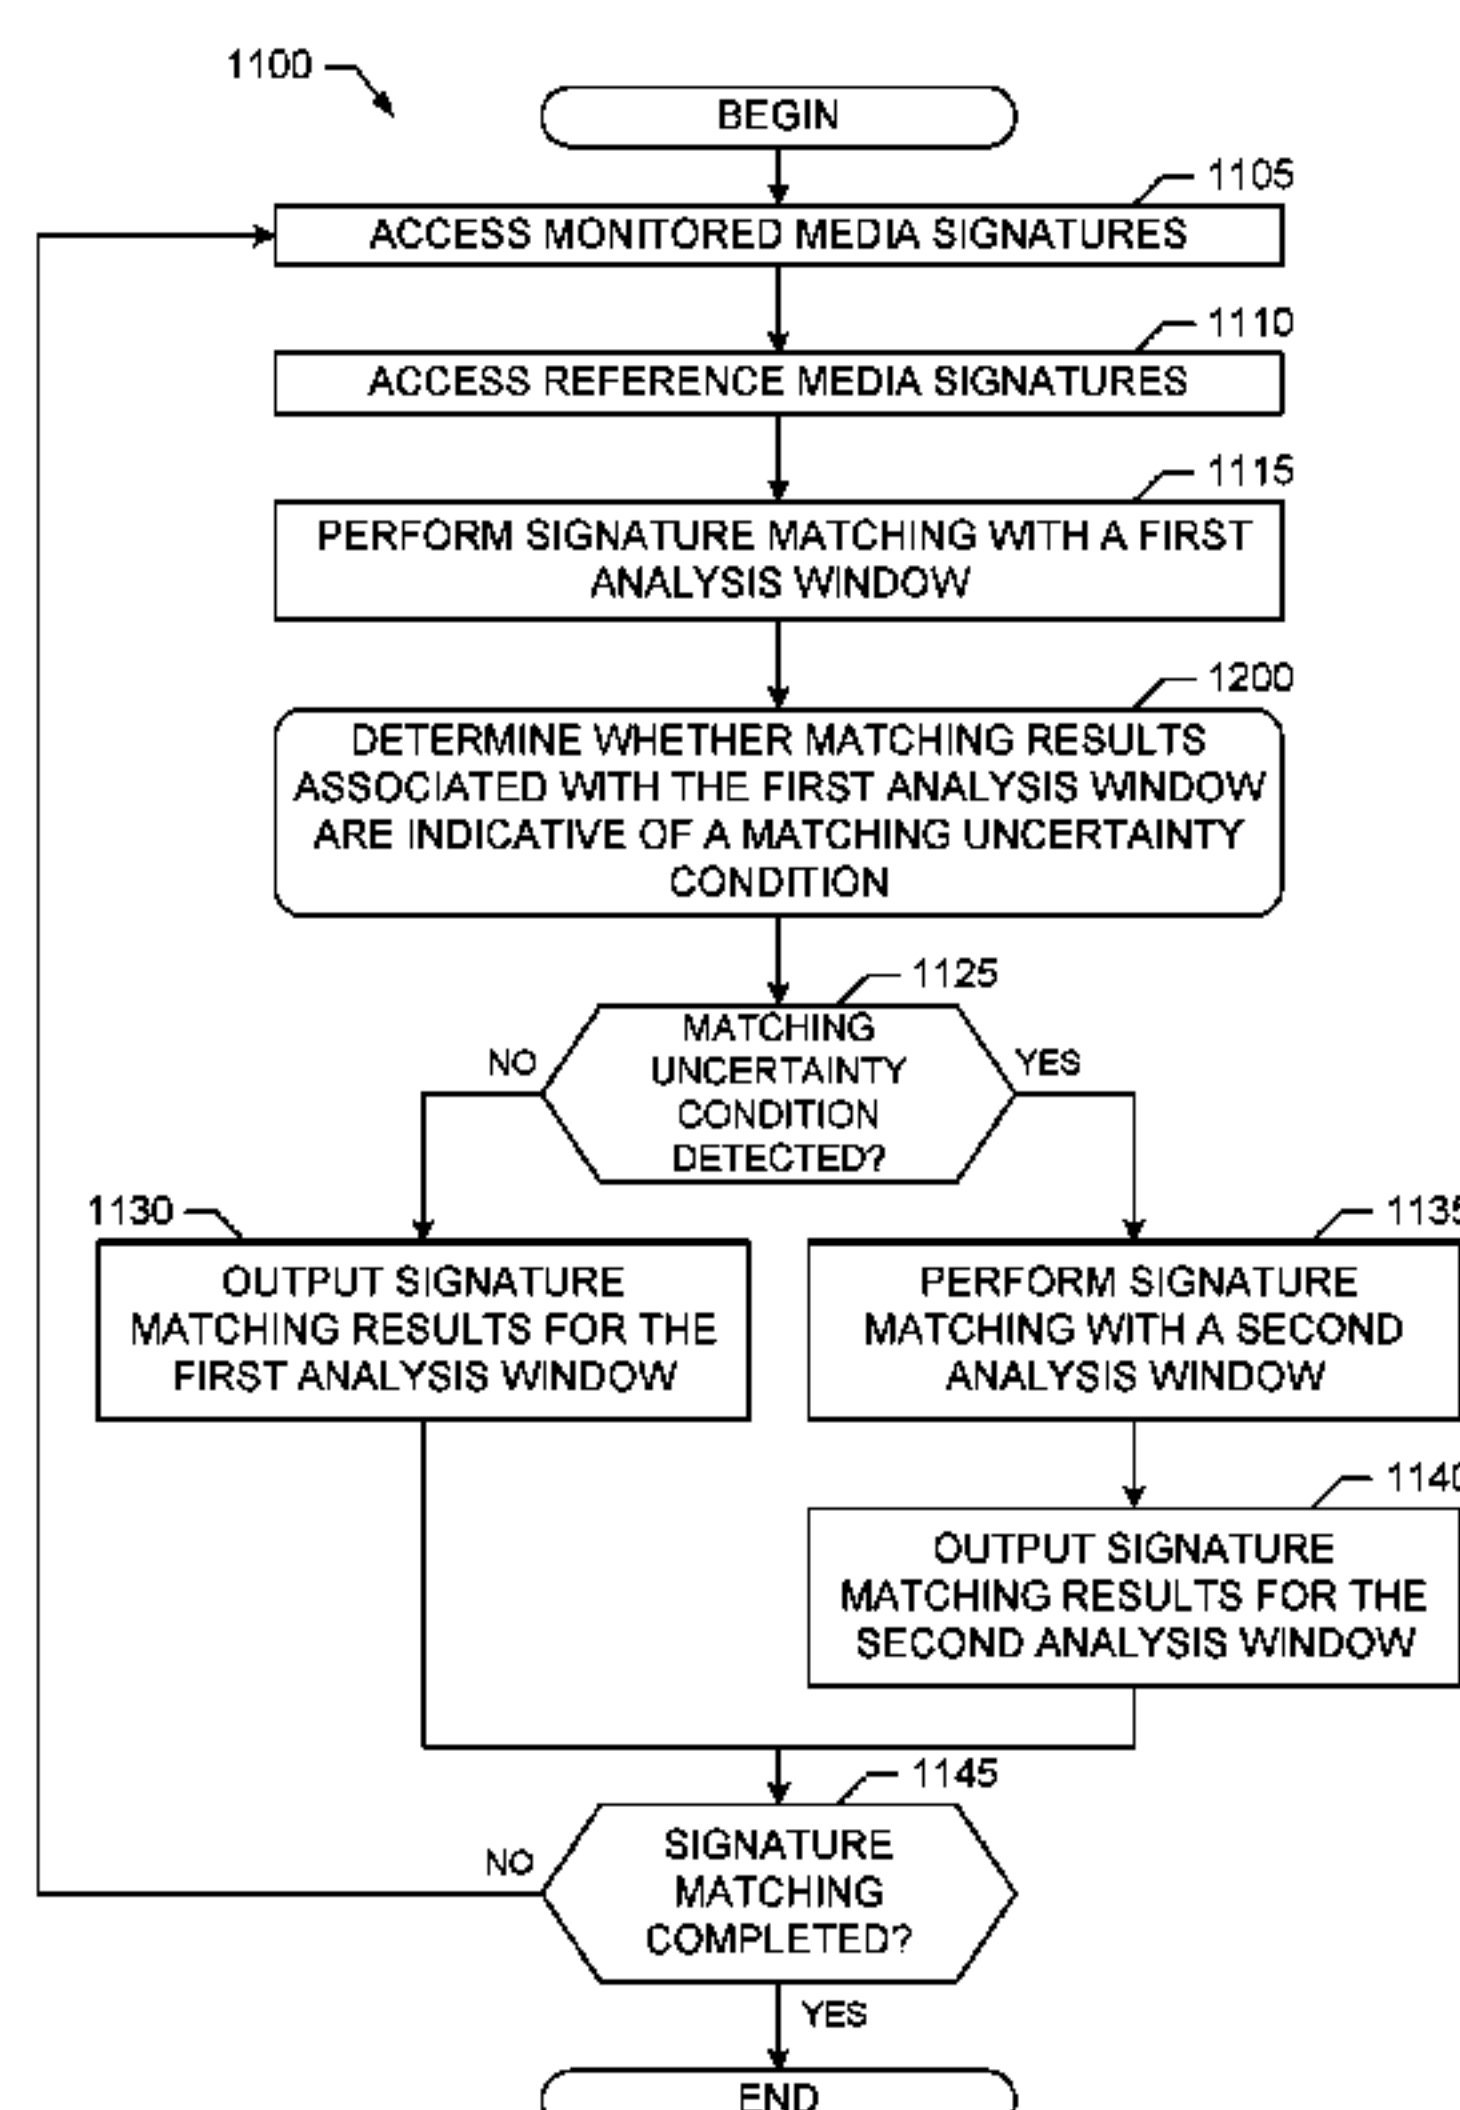 1100
BEGIN
1105
ACCESS MONITORED MEDIA SIGNATURES
1110
ACCESS REFERENCE MEDIA SIGNATURES
1115
PERFORM SIGNATURE MATCHING WITH A FIRST
ANALYSIS WINDOW
1200
DETERMINE WHETHER MATCHING RESULTS
ASSOCIATED WITH THE FIRST ANALYSIS WINDOW
ARE INDICATIVE OF A MATCHING UNCERTAINTY
CONDITION
1125
MATCHING
UNCERTAINTY
CONDITION
DETECTED?
NO
YES
1130
OUTPUT SIGNATURE
MATCHING RESULTS FOR THE
FIRST ANALYSIS WINDOW
1135
PERFORM SIGNATURE
MATCHING WITH A SECOND
ANALYSIS WINDOW
1140
OUTPUT SIGNATURE
MATCHING RESULTS FOR THE
SECOND ANALYSIS WINDOW
1145
SIGNATURE
MATCHING
COMPLETED?
NO
YES
END